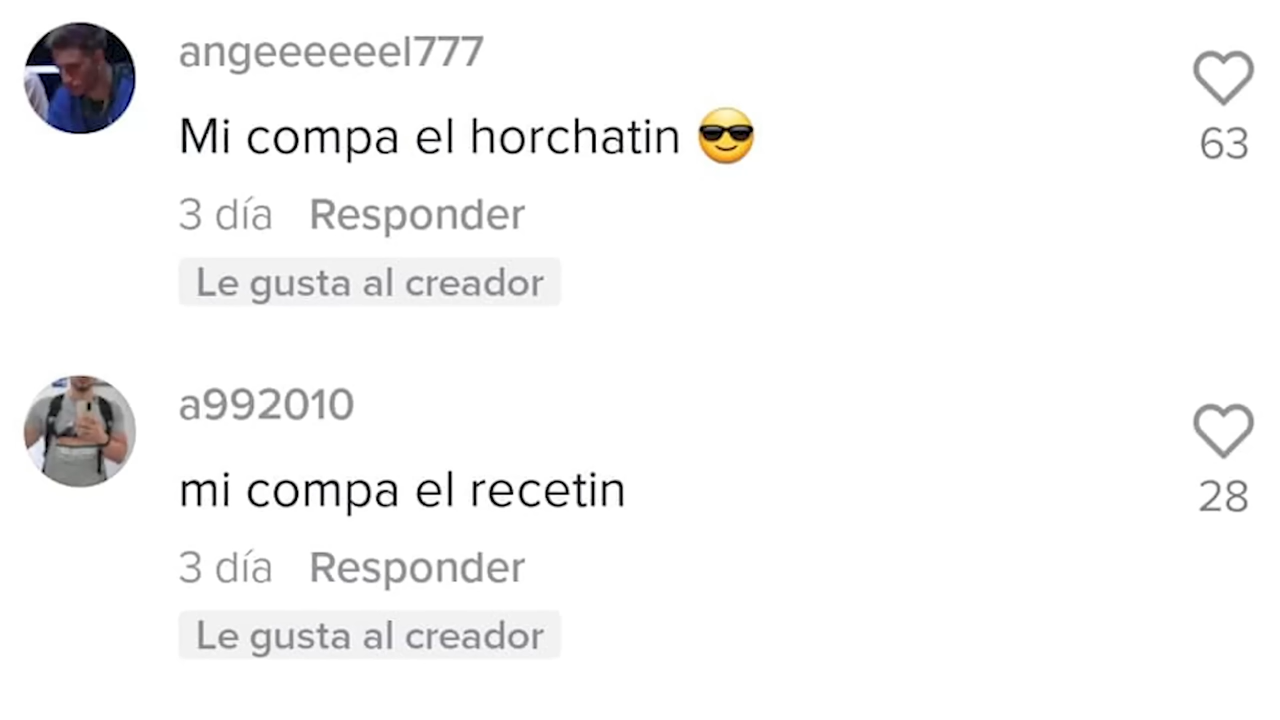 angeeeeeel777
Mi compa el horchatin 😎
63
3 día Responder
Le gusta al creador
a992010
mi compa el recetin
28
3 día Responder
Le gusta al creador